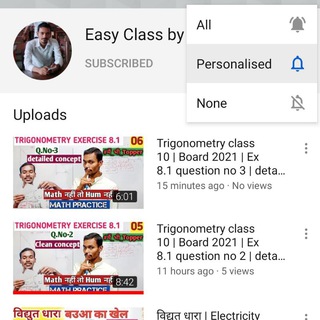 Easy Class by
SUBSCRIBED
All
Personalised
None
Uploads
TRIGONOMETRY EXERCISE 8.1 06
Q.No-3
detailed concept
Math नही तो Hum नहीं
MATH PRACTICE
6:01
Trigonometry class
10 | Board 2021 | Ex
8.1 question no 3 | deta...
15 minutes ago · No views
TRIGONOMETRY EXERCISE 8.1 05
Q.No-2
Clean concept
Math नही तो Hum नहीं
MATH PRACTICE
8:42
Trigonometry class
10 | Board 2021 | Ex
8.1 question 2 | deta...
11 hours ago · 5 views
विद्युत धारा बउआ का खेल
विद्युत धारा | Electricity